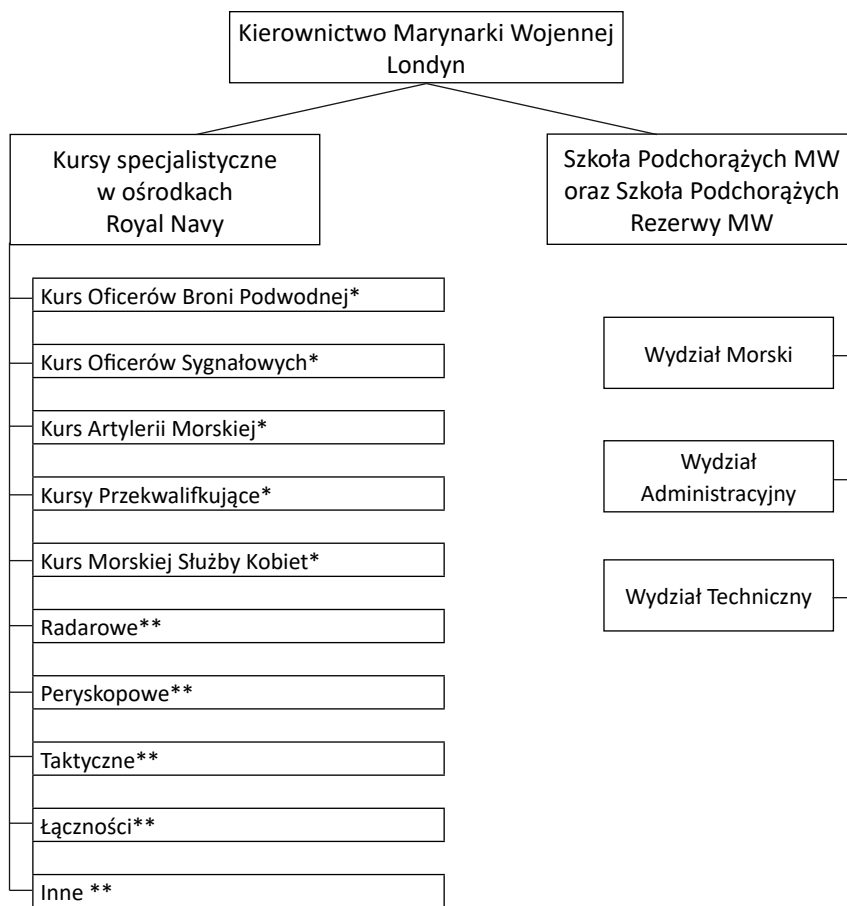 Kierownictwo Marynarki Wojennej
Londyn
Kursy specjalistyczne
w ośrodkach
Royal Navy
Szkoła Podchorążych MW
oraz Szkoła Podchorążych
Rezerwy MW
Kurs Oficerów Broni Podwodnej*
Kurs Oficerów Sygnałowych*
Kurs Artylerii Morskiej*
Kursy Przekwalifkujące*
Kurs Morskiej Służby Kobiet*
Radarowe**
Peryskopowe**
Taktyczne**
Łączności**
Inne **
Wydział Morski
Wydział
Administracyjny
Wydział Techniczny